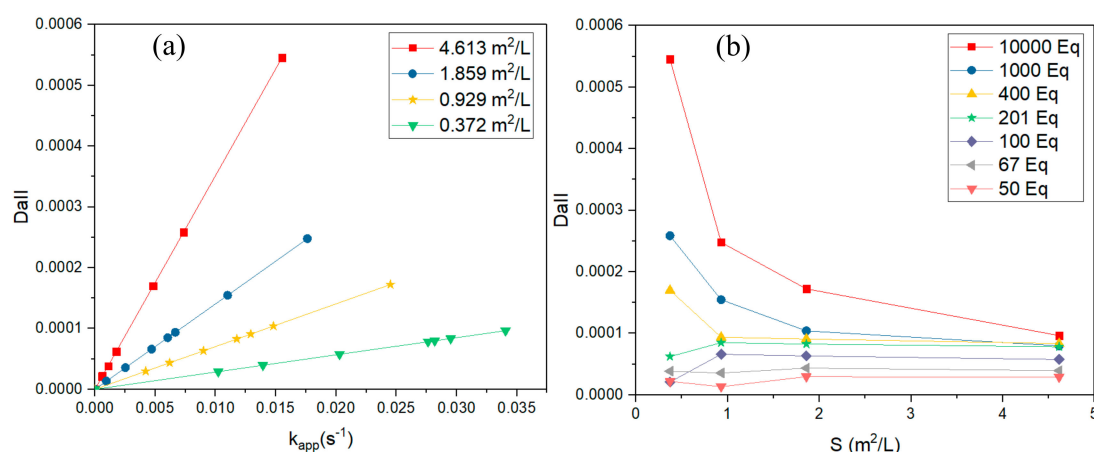 (a)
0.0006
0.0005
0.0004
0.0003
0.0002
0.0001
0.0000
DaII
4.613 m²/L
1.859 m²/L
0.929 m²/L
0.372 m²/L
0.000 0.005 0.010 0.015 0.020 0.025 0.030 0.035
k_app(s⁻¹)
(b)
0.0006
0.0005
0.0004
0.0003
0.0002
0.0001
0.0000
DaII
10000 Eq
1000 Eq
400 Eq
201 Eq
100 Eq
67 Eq
50 Eq
0 1 2 3 4 5
S (m²/L)